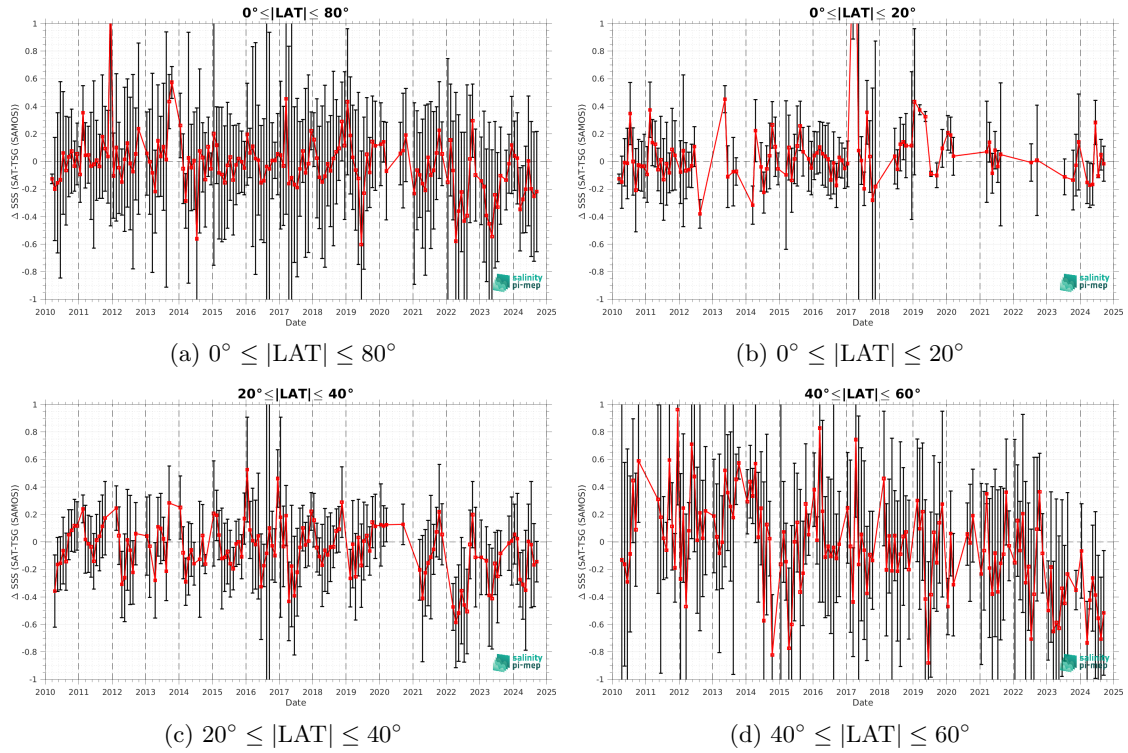 0°≤|LAT|≤ 80°
Δ SSS (SAT-TSG (SAMOS))
1
0.8
0.6
0.4
0.2
0
-0.2
-0.4
-0.6
-0.8
-1
2010 2011 2012 2013 2014 2015 2016 2017 2018 2019 2020 2021 2022 2023 2024 2025
Date
salinity
pi-mep
(a) 0° ≤ |LAT| ≤ 80°
0°≤|LAT|≤ 20°
Δ SSS (SAT-TSG (SAMOS))
1
0.8
0.6
0.4
0.2
0
-0.2
-0.4
-0.6
-0.8
-1
2010 2011 2012 2013 2014 2015 2016 2017 2018 2019 2020 2021 2022 2023 2024 2025
Date
salinity
pi-mep
(b) 0° ≤ |LAT| ≤ 20°
20°≤|LAT|≤ 40°
Δ SSS (SAT-TSG (SAMOS))
1
0.8
0.6
0.4
0.2
0
-0.2
-0.4
-0.6
-0.8
-1
2010 2011 2012 2013 2014 2015 2016 2017 2018 2019 2020 2021 2022 2023 2024 2025
Date
salinity
pi-mep
(c) 20° ≤ |LAT| ≤ 40°
40°≤|LAT|≤ 60°
Δ SSS (SAT-TSG (SAMOS))
1
0.8
0.6
0.4
0.2
0
-0.2
-0.4
-0.6
-0.8
-1
2010 2011 2012 2013 2014 2015 2016 2017 2018 2019 2020 2021 2022 2023 2024 2025
Date
salinity
pi-mep
(d) 40° ≤ |LAT| ≤ 60°